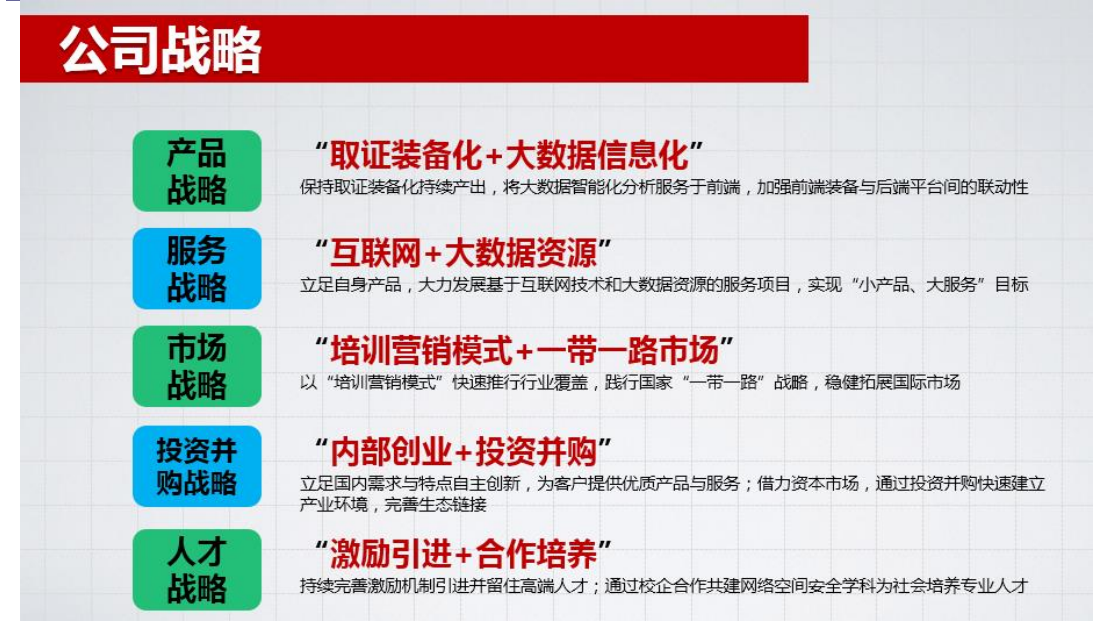 公司战略
产品
战略
“取证装备化+大数据信息化”
保持取证装备化持续产出，将大数据智能化分析服务于前端，加强前端装备与后端平台间的联动性
服务
战略
“互联网+大数据资源”
立足自身产品，大力发展基于互联网技术和大数据资源的服务项目，实现“小产品、大服务”目标
市场
战略
“培训营销模式+一带一路市场”
以“培训营销模式”快速推行行业覆盖，践行国家“一带一路”战略，稳健拓展国际市场
投资并
购战略
“内部创业+投资并购”
立足国内需求与特点自主创新，为客户提供优质产品与服务；借力资本市场，通过投资并购快速建立
产业环境，完善生态链接
人才
战略
“激励引进+合作培养”
持续完善激励机制引进并留住高端人才；通过校企合作共建网络空间安全学科为社会培养专业人才